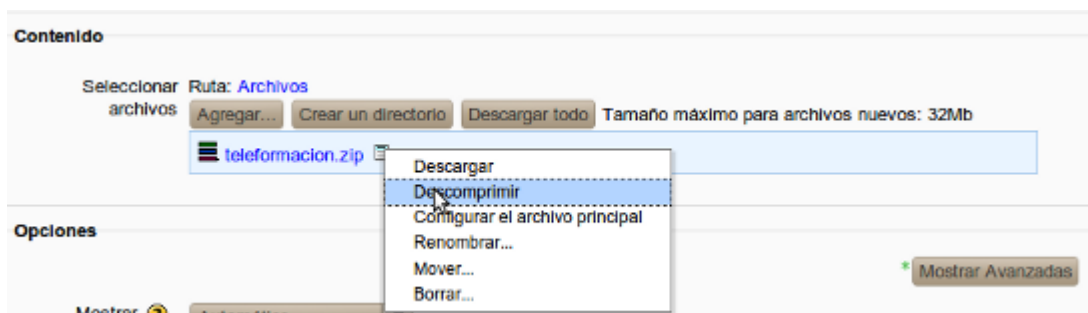 Contenido
Seleccionar archivos
Ruta: Archivos
Agregar... Crear un directorio Descargar todo Tamaño máximo para archivos nuevos: 32Mb
teleformacion.zip
Descargar
Descomprimir
Configurar el archivo principal
Renombrar...
Mover...
Borrar...
Opciones
* Mostrar Avanzadas
Mostrar